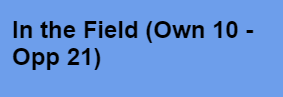 In the Field (Own 10 -
Opp 21)